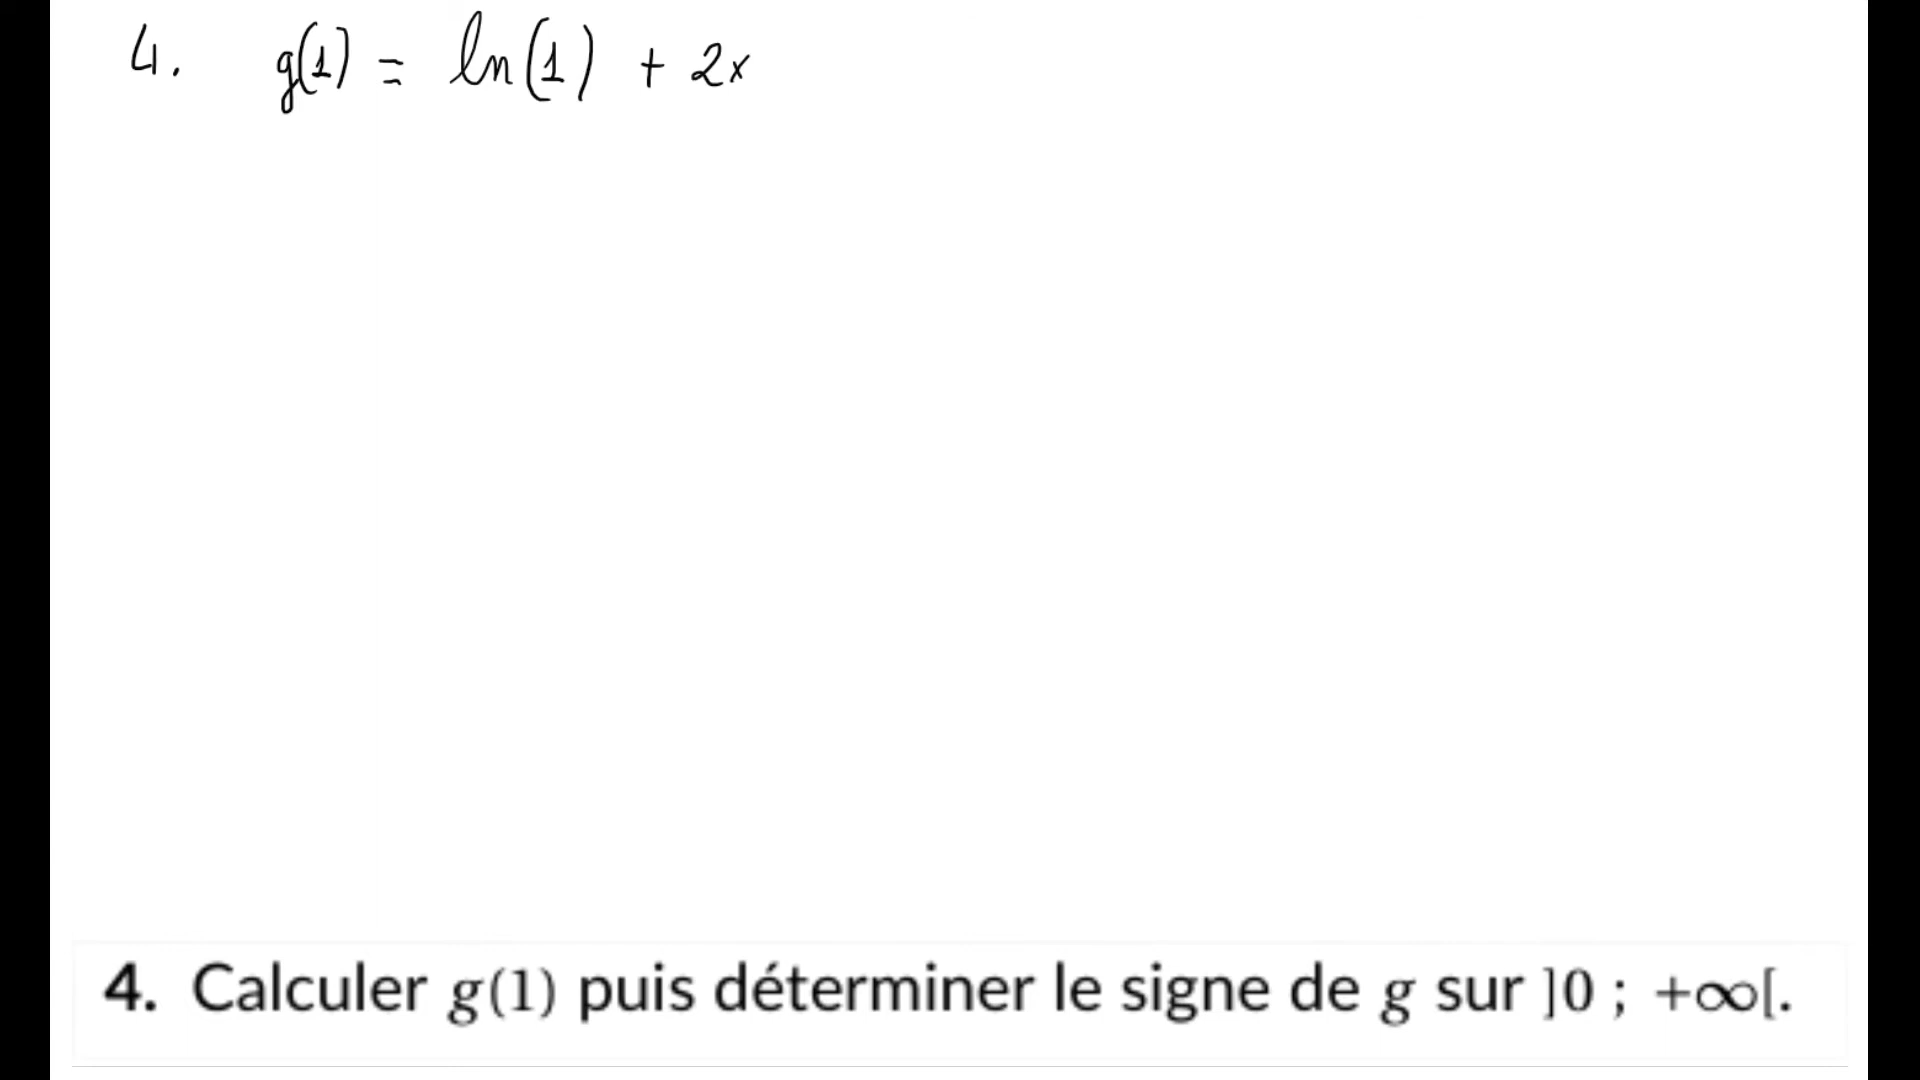 4. g(1) = ln(1) + 2x
4. Calculer g(1) puis déterminer le signe de g sur ]0 ; +∞[.